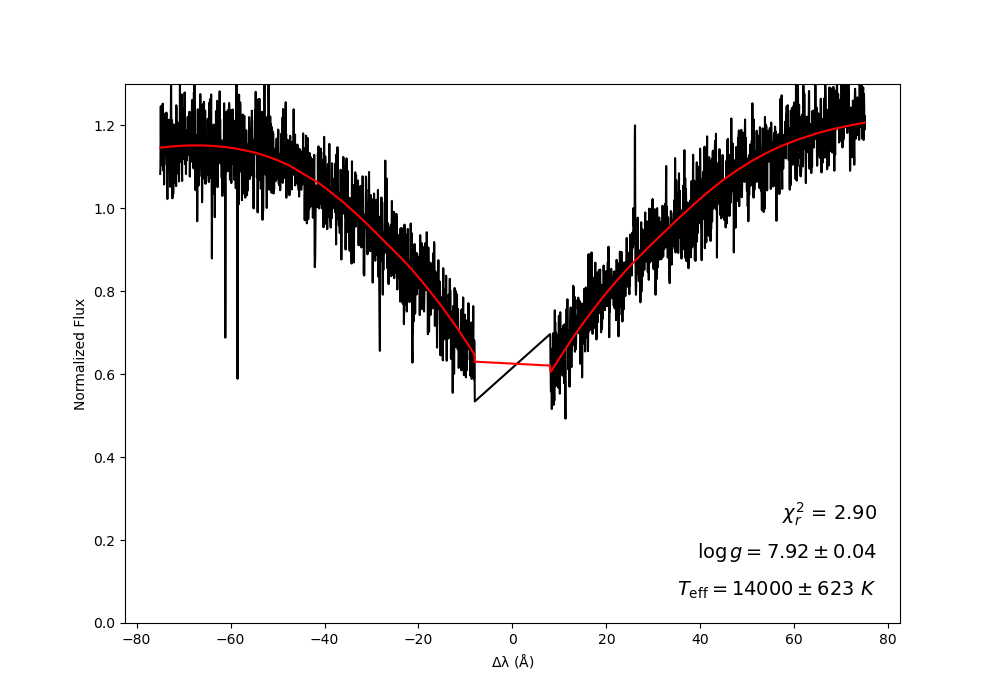 1.2
1.0
0.8
0.6
0.4
0.2
0.0
Normalized Flux
χ²ᵣ = 2.90
log g = 7.92 ± 0.04
T_eff = 14000 ± 623 K
−80 −60 −40 −20 0 20 40 60 80
Δλ (Å)